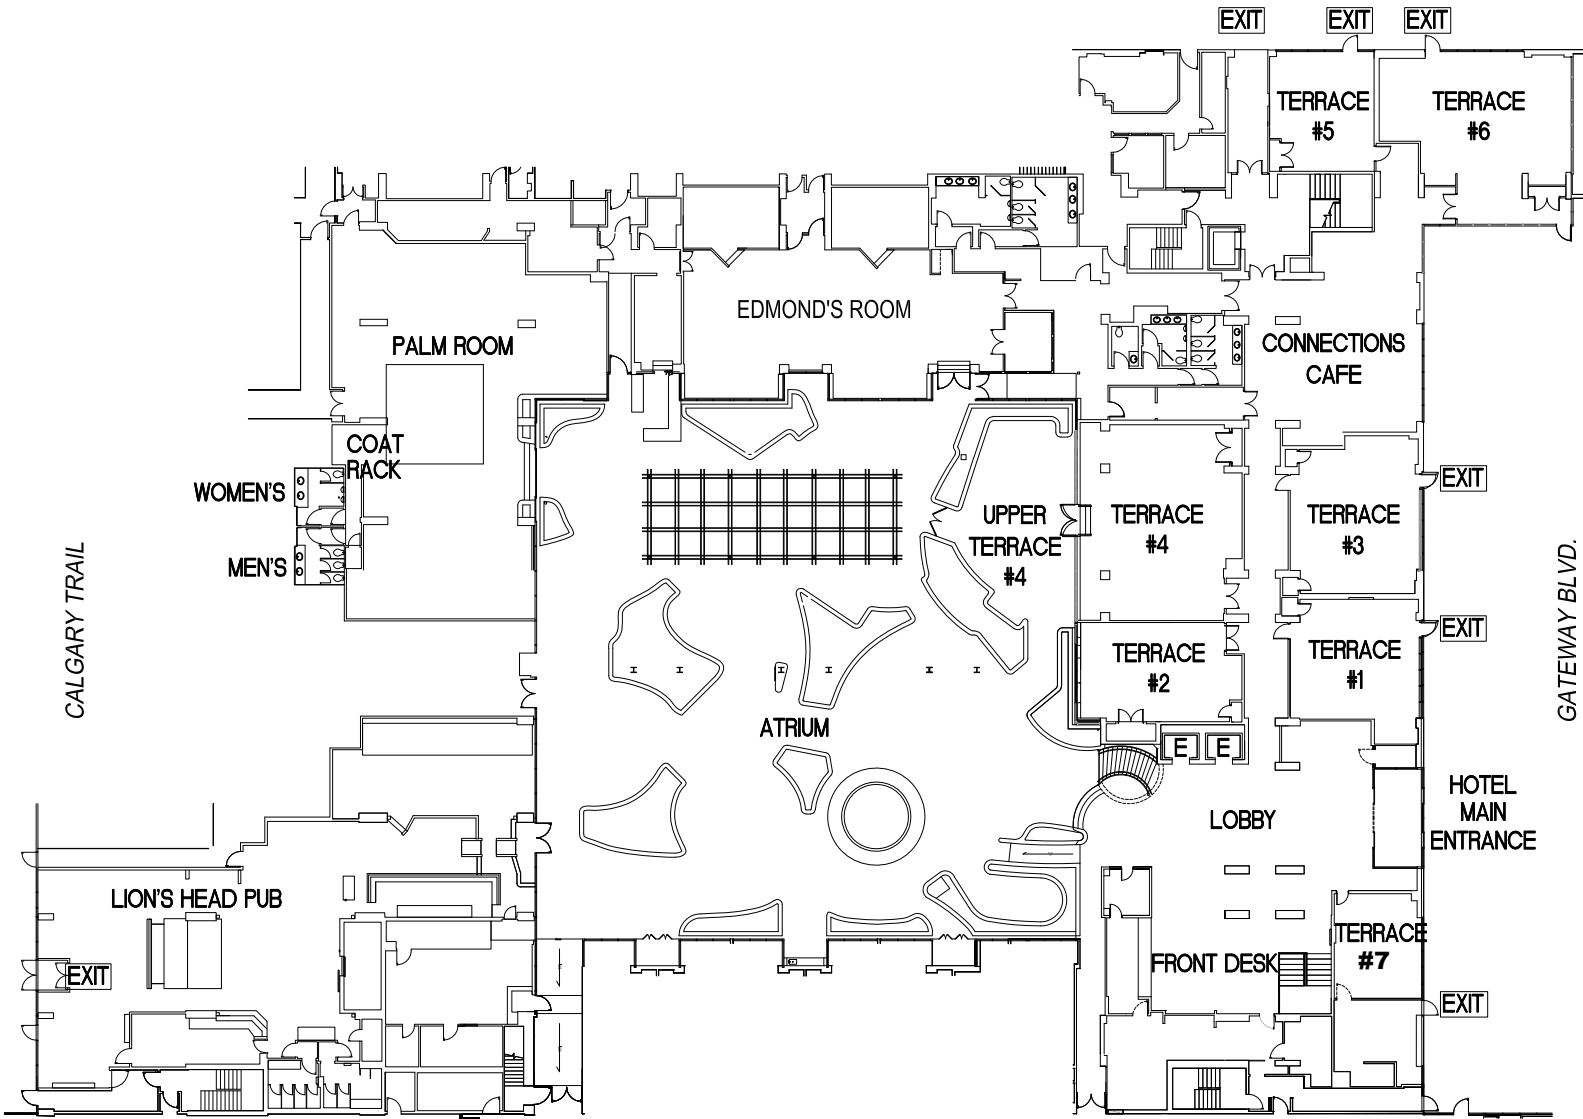 EXIT
EXIT
EXIT
TERRACE
#5
TERRACE
#6
EDMOND'S ROOM
PALM ROOM
CONNECTIONS
CAFE
COAT
RACK
WOMEN'S
MEN'S
EXIT
UPPER
TERRACE
#4
TERRACE
#4
TERRACE
#3
CALGARY TRAIL
GATEWAY BLVD.
EXIT
TERRACE
#2
TERRACE
#1
ATRIUM
E
E
HOTEL
MAIN
ENTRANCE
LOBBY
LION'S HEAD PUB
TERRACE
#7
FRONT DESK
EXIT
EXIT